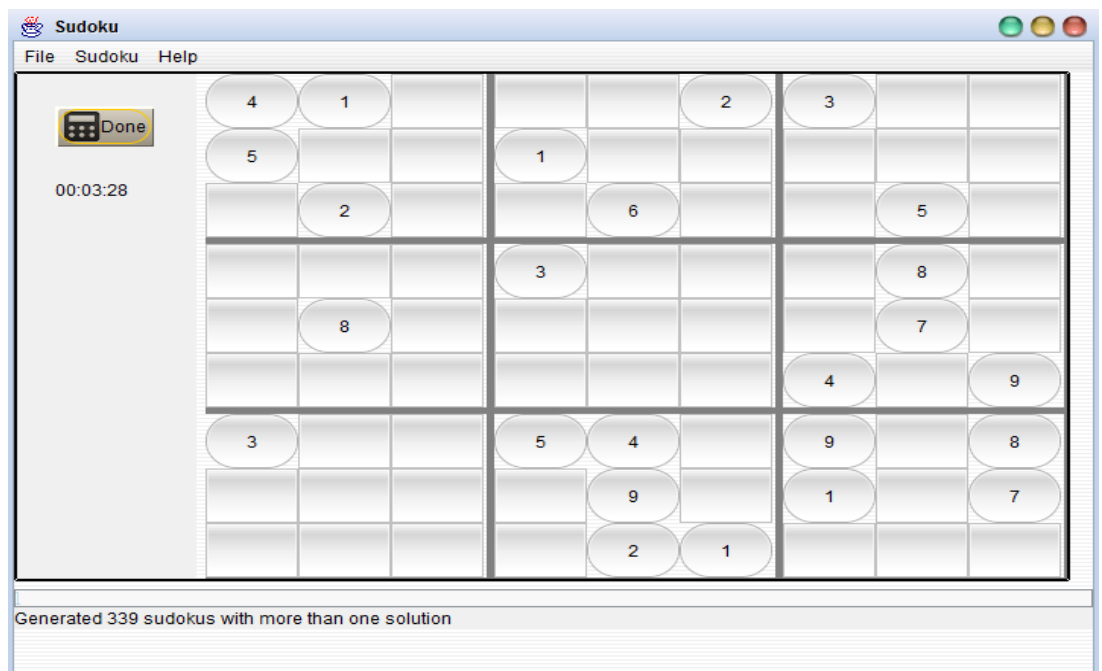 Sudoku
File Sudoku Help
4 1 2 3
Done
5 1
00:03:28
2 6 5
3 8
8 7
4 9
3 5 4 9 8
9 1 7
2 1
Generated 339 sudokus with more than one solution